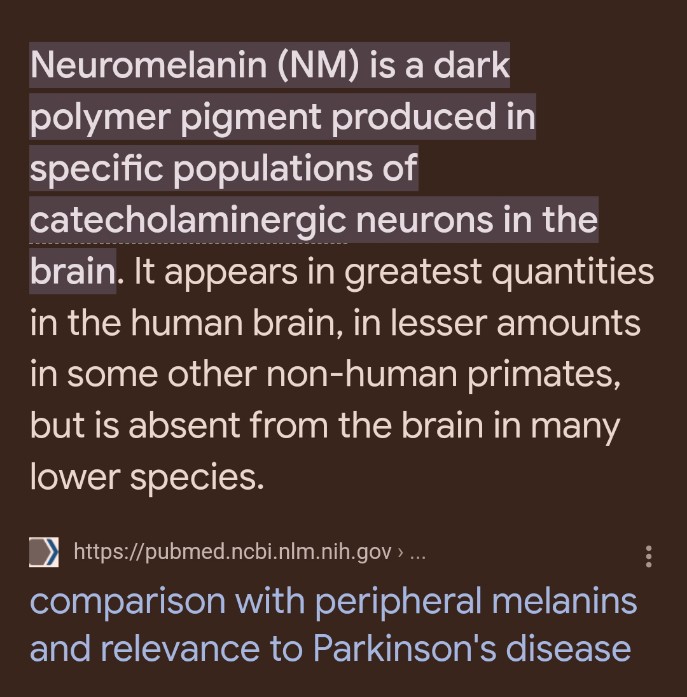 Neuromelanin (NM) is a dark
polymer pigment produced in
specific populations of
catecholaminergic neurons in the
brain. It appears in greatest quantities
in the human brain, in lesser amounts
in some other non-human primates,
but is absent from the brain in many
lower species.
https://pubmed.ncbi.nlm.nih.gov › ...
comparison with peripheral melanins
and relevance to Parkinson's disease